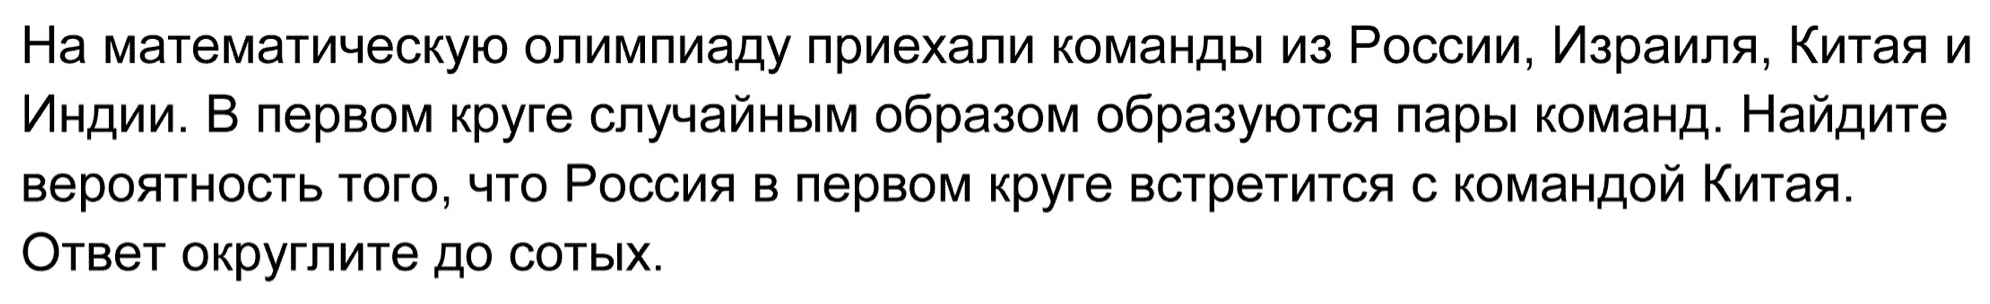 На математическую олимпиаду приехали команды из России, Израиля, Китая и
Индии. В первом круге случайным образом образуются пары команд. Найдите
вероятность того, что Россия в первом круге встретится с командой Китая.
Ответ округлите до сотых.